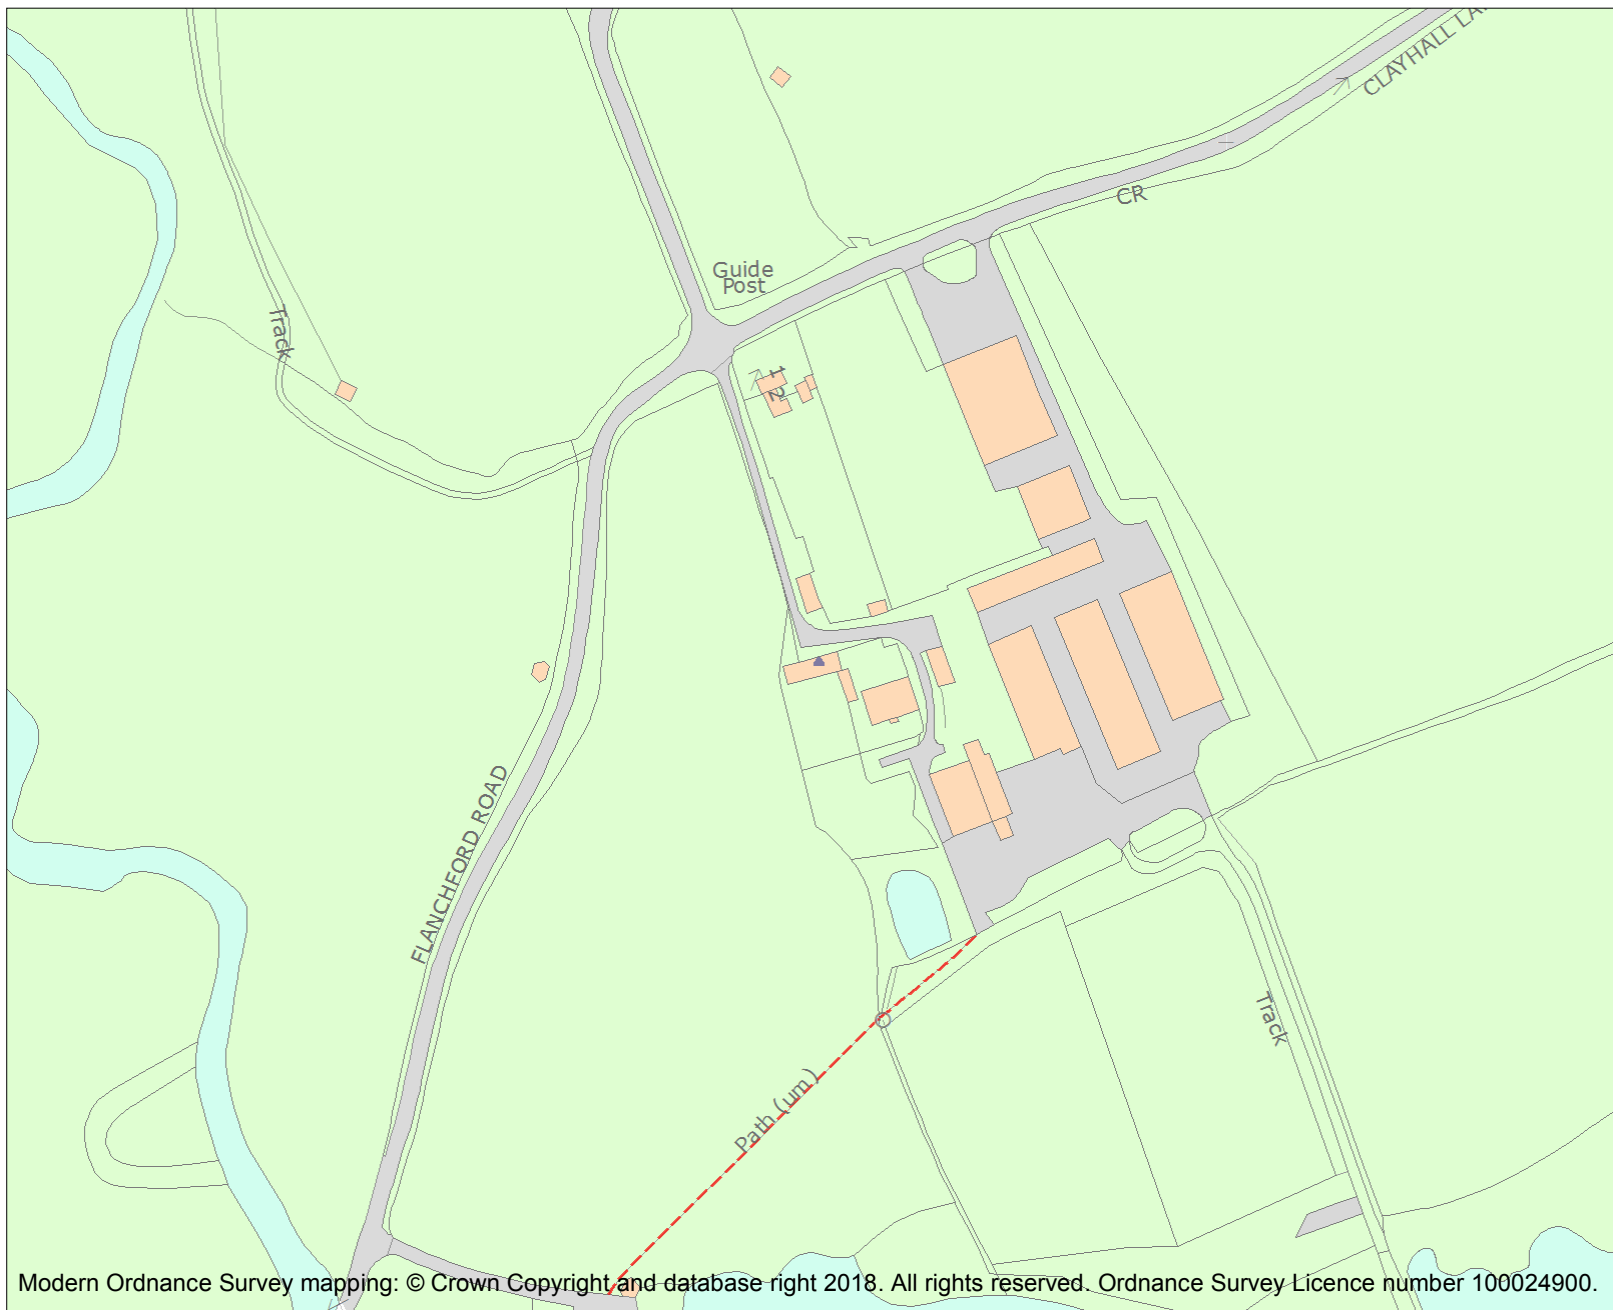 CLAYHALL LA
CR
Guide
Post
Track
1
2
FLANCHFORD ROAD
Track
Path (um)
Modern Ordnance Survey mapping: © Crown Copyright and database right 2018. All rights reserved. Ordnance Survey Licence number 100024900.